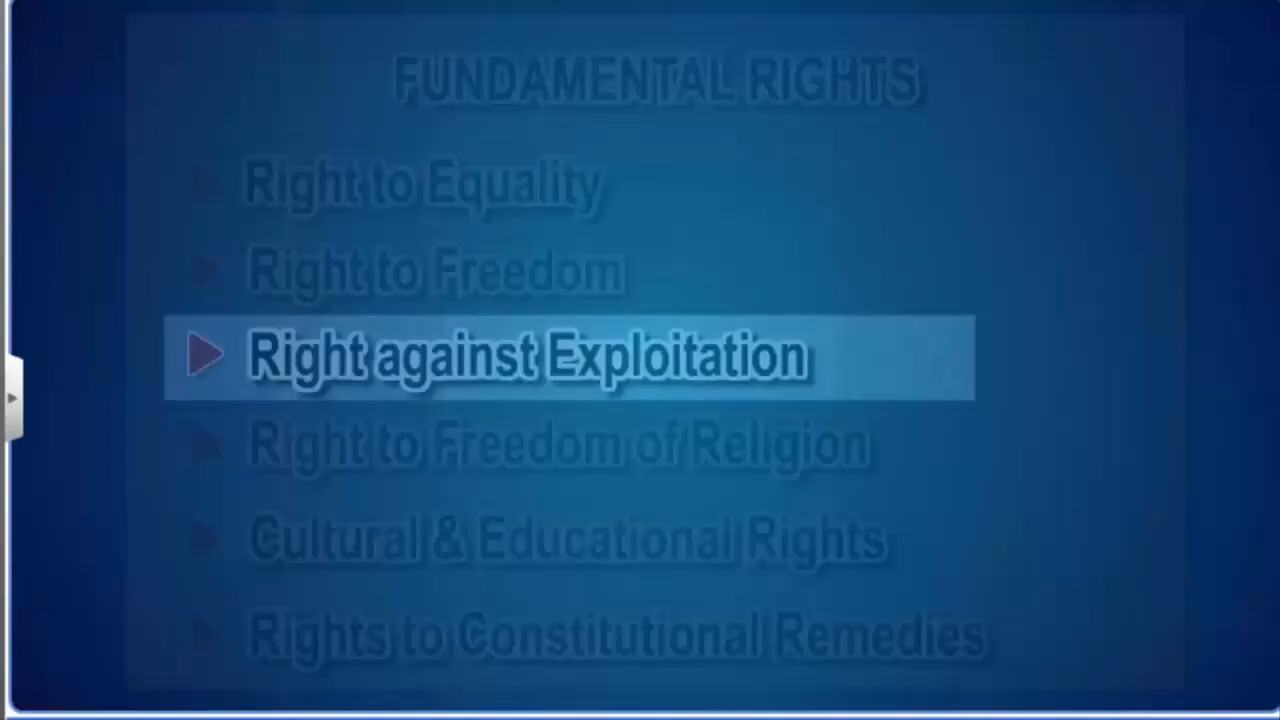 FUNDAMENTAL RIGHTS
Right to Equality
Right to Freedom
Right against Exploitation
Right to Freedom of Religion
Cultural & Educational Rights
Rights to Constitutional Remedies